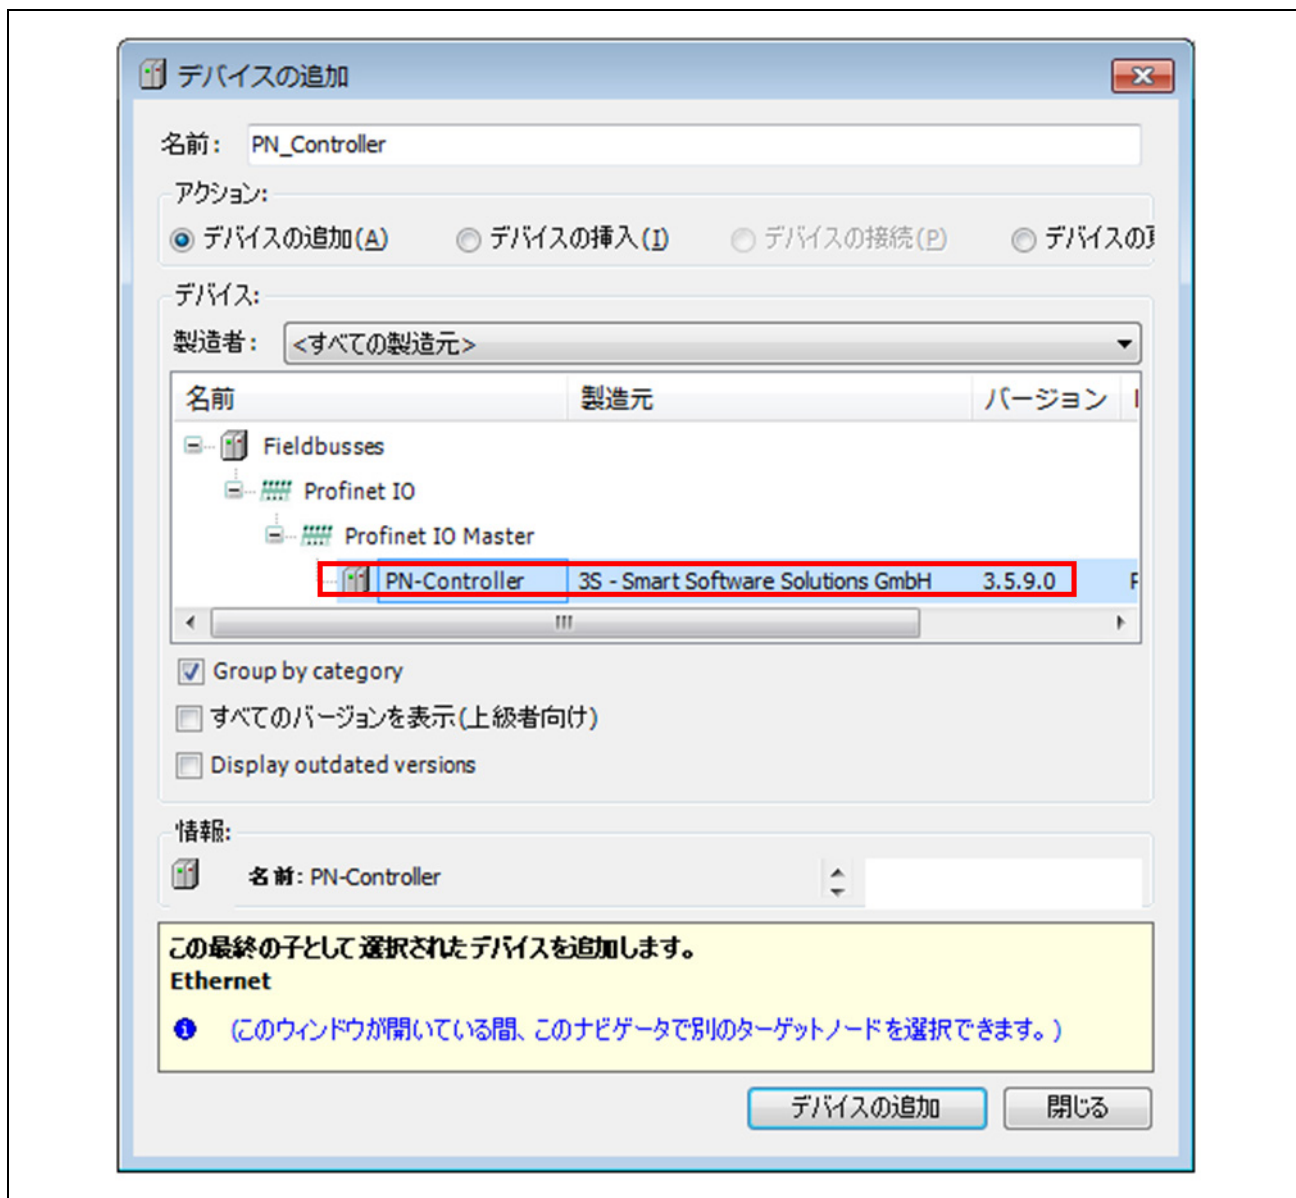 デバイスの追加
名前: PN_Controller
アクション:
デバイスの追加(A) デバイスの挿入(I) デバイスの接続(P) デバイスの
デバイス:
製造者: <すべての製造元>
名前 製造元 バージョン
Fieldbusses
Profinet IO
Profinet IO Master
PN-Controller 3S - Smart Software Solutions GmbH 3.5.9.0
Group by category
すべてのバージョンを表示(上級者向け)
Display outdated versions
情報:
名前: PN-Controller
この最終の子として選択されたデバイスを追加します。
Ethernet
(このウィンドウが開いている間、このナビゲータで別のターゲットノードを選択できます。)
デバイスの追加 閉じる